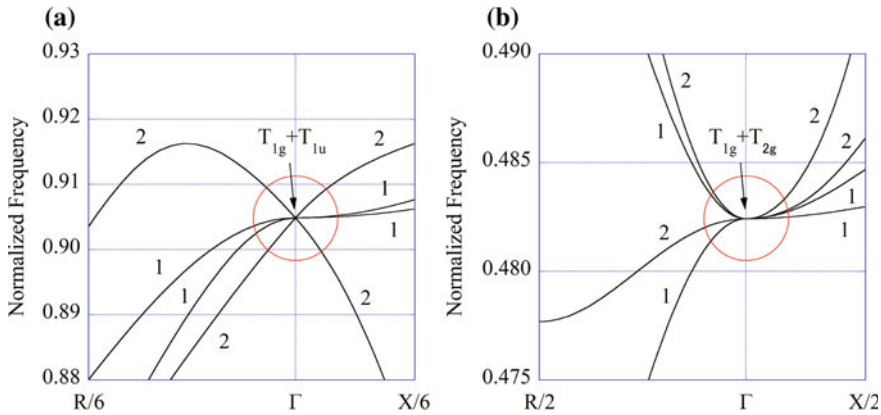 (a)
0.93
0.92
0.91
0.90
0.89
0.88
Normalized Frequency
2
T1g+T1u
2
1
1
1
1
2
2
R/6
Γ
X/6
(b)
0.490
0.485
0.480
0.475
Normalized Frequency
2
1
T1g+T2g
2
2
1
1
2
1
R/2
Γ
X/2